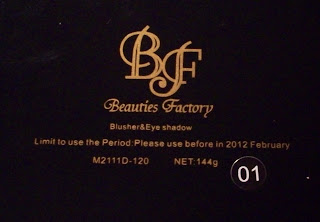 BF
Beauties Factory
Blusher&Eye shadow
Limit to use the Period:Please use before in 2012 February
M2111D-120 NET:144g
01